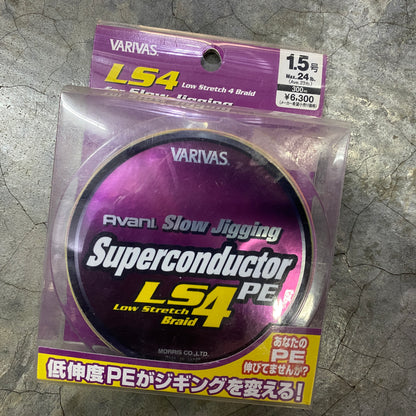 VARIVAS®
LS4 Low Stretch 4 Braid
for Slow Jigging
1.5号
Max.24lb.
300m
¥6,300
VARIVAS®
Avani Slow Jigging
Superconductor PE
LS4
Low Stretch
Braid
MORRIS CO.,LTD.
あなたの
PE
伸びてませんか?
低伸度PEがジギングを変える!